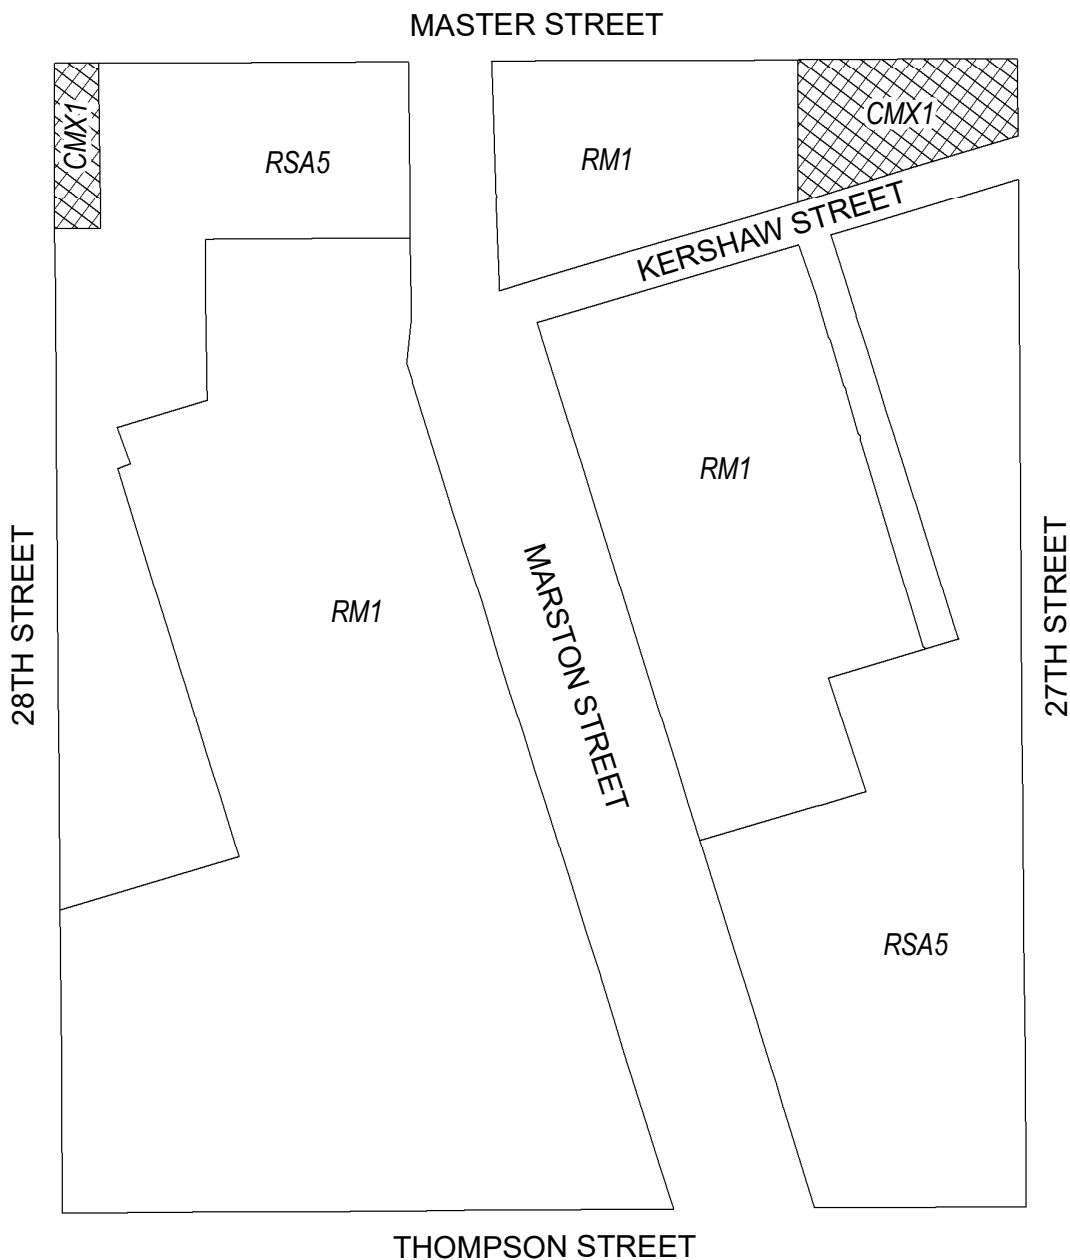 MASTER STREET
CMX1
RSA5
RM1
CMX1
KERSHAW STREET
RM1
28TH STREET
RM1
MARSTON STREET
27TH STREET
RSA5
THOMPSON STREET